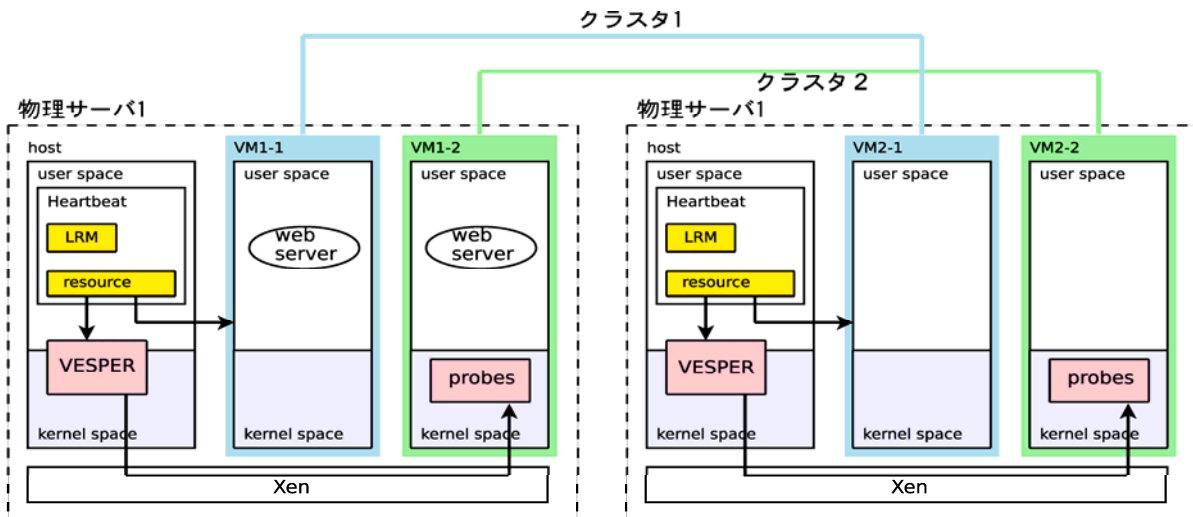 クラスタ1
クラスタ２
物理サーバ1
host
user space
Heartbeat
LRM
resource
VESPER
kernel space
VM1-1
user space
web
server
kernel space
VM1-2
user space
web
server
probes
kernel space
Xen
物理サーバ1
host
user space
Heartbeat
LRM
resource
VESPER
kernel space
VM2-1
user space
kernel space
VM2-2
user space
probes
kernel space
Xen